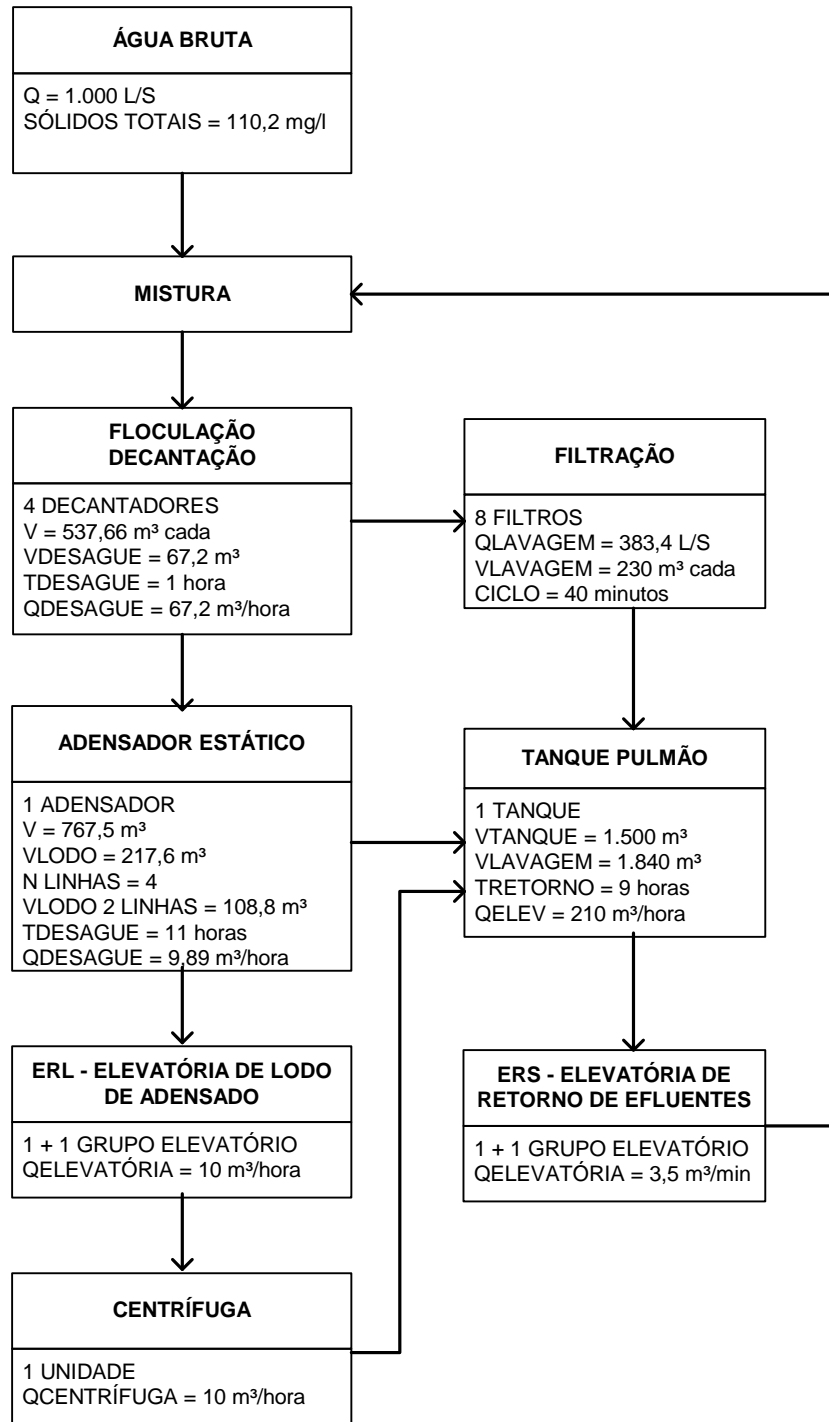 ÁGUA BRUTA
Q = 1.000 L/S
SÓLIDOS TOTAIS = 110,2 mg/l
MISTURA
FLOCULAÇÃO
DECANTAÇÃO
4 DECANTADORES
V = 537,66 m³ cada
VDESAGUE = 67,2 m³
TDESAGUE = 1 hora
QDESAGUE = 67,2 m³/hora
FILTRAÇÃO
8 FILTROS
QLAVAGEM = 383,4 L/S
VLAVAGEM = 230 m³ cada
CICLO = 40 minutos
ADENSADOR ESTÁTICO
1 ADENSADOR
V = 767,5 m³
VLODO = 217,6 m³
N LINHAS = 4
VLODO 2 LINHAS = 108,8 m³
TDESAGUE = 11 horas
QDESAGUE = 9,89 m³/hora
TANQUE PULMÃO
1 TANQUE
VTANQUE = 1.500 m³
VLAVAGEM = 1.840 m³
TRETORNO = 9 horas
QELEV = 210 m³/hora
ERL - ELEVATÓRIA DE LODO
DE ADENSADO
1 + 1 GRUPO ELEVATÓRIO
QELEVATÓRIA = 10 m³/hora
ERS - ELEVATÓRIA DE
RETORNO DE EFLUENTES
1 + 1 GRUPO ELEVATÓRIO
QELEVATÓRIA = 3,5 m³/min
CENTRÍFUGA
1 UNIDADE
QCENTRÍFUGA = 10 m³/hora